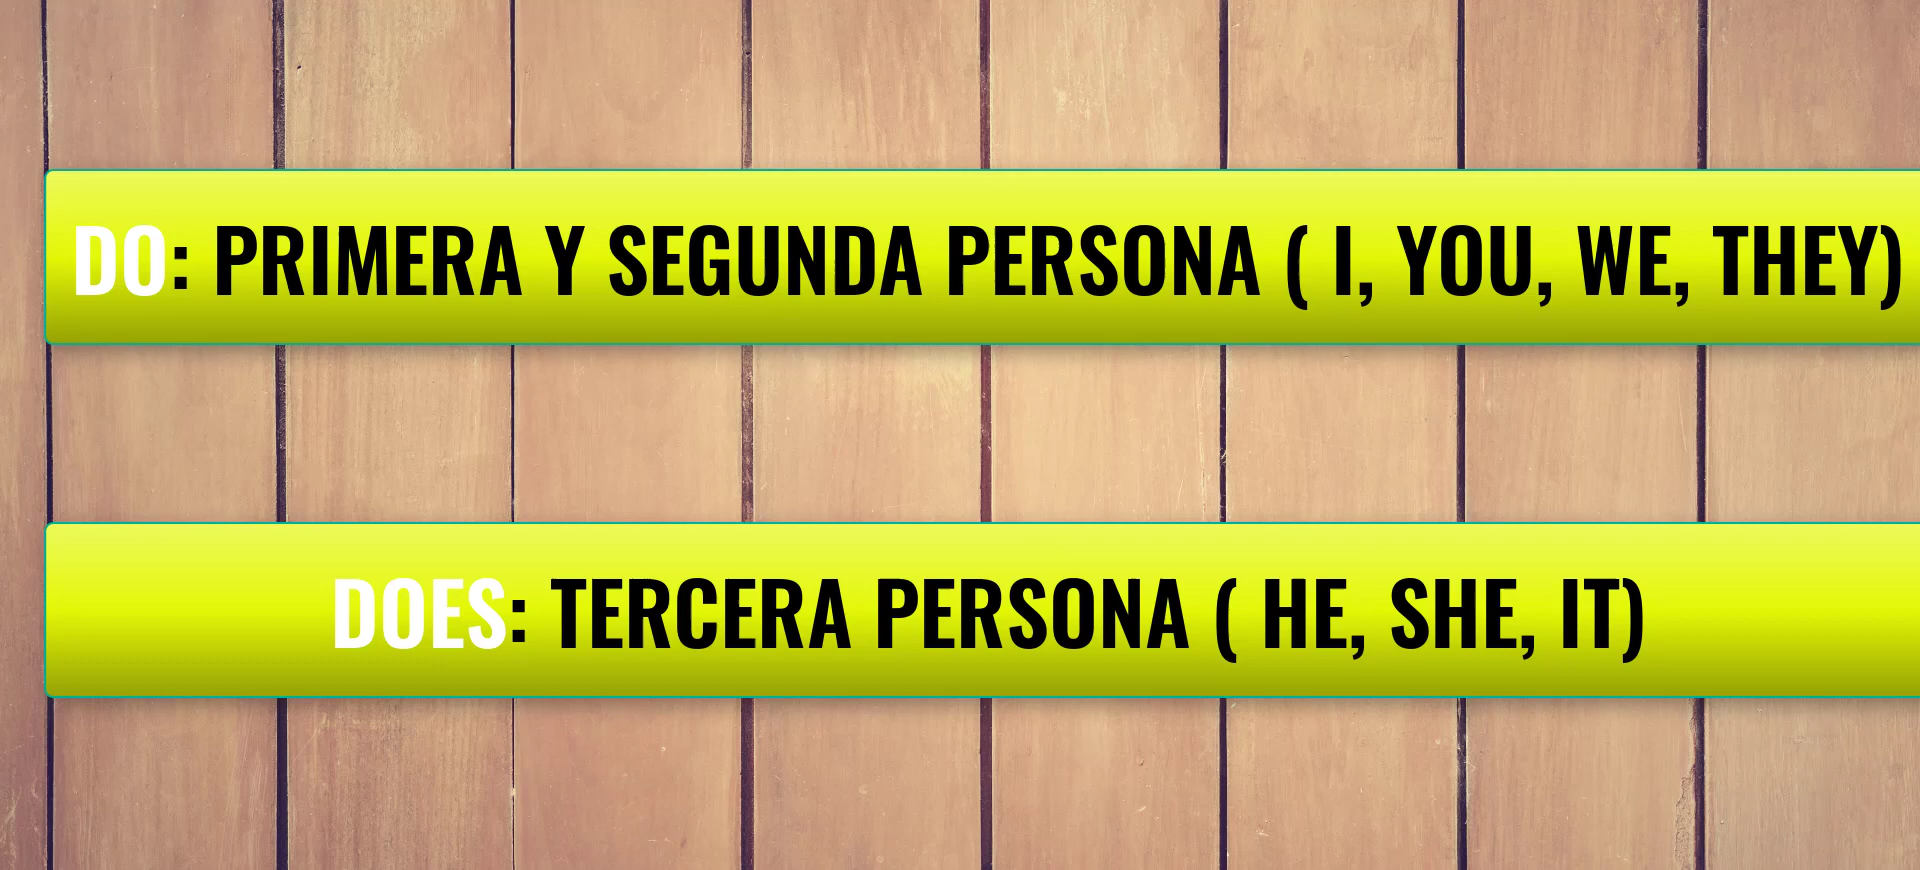 DO: PRIMERA Y SEGUNDA PERSONA ( I, YOU, WE, THEY)
DOES: TERCERA PERSONA ( HE, SHE, IT)